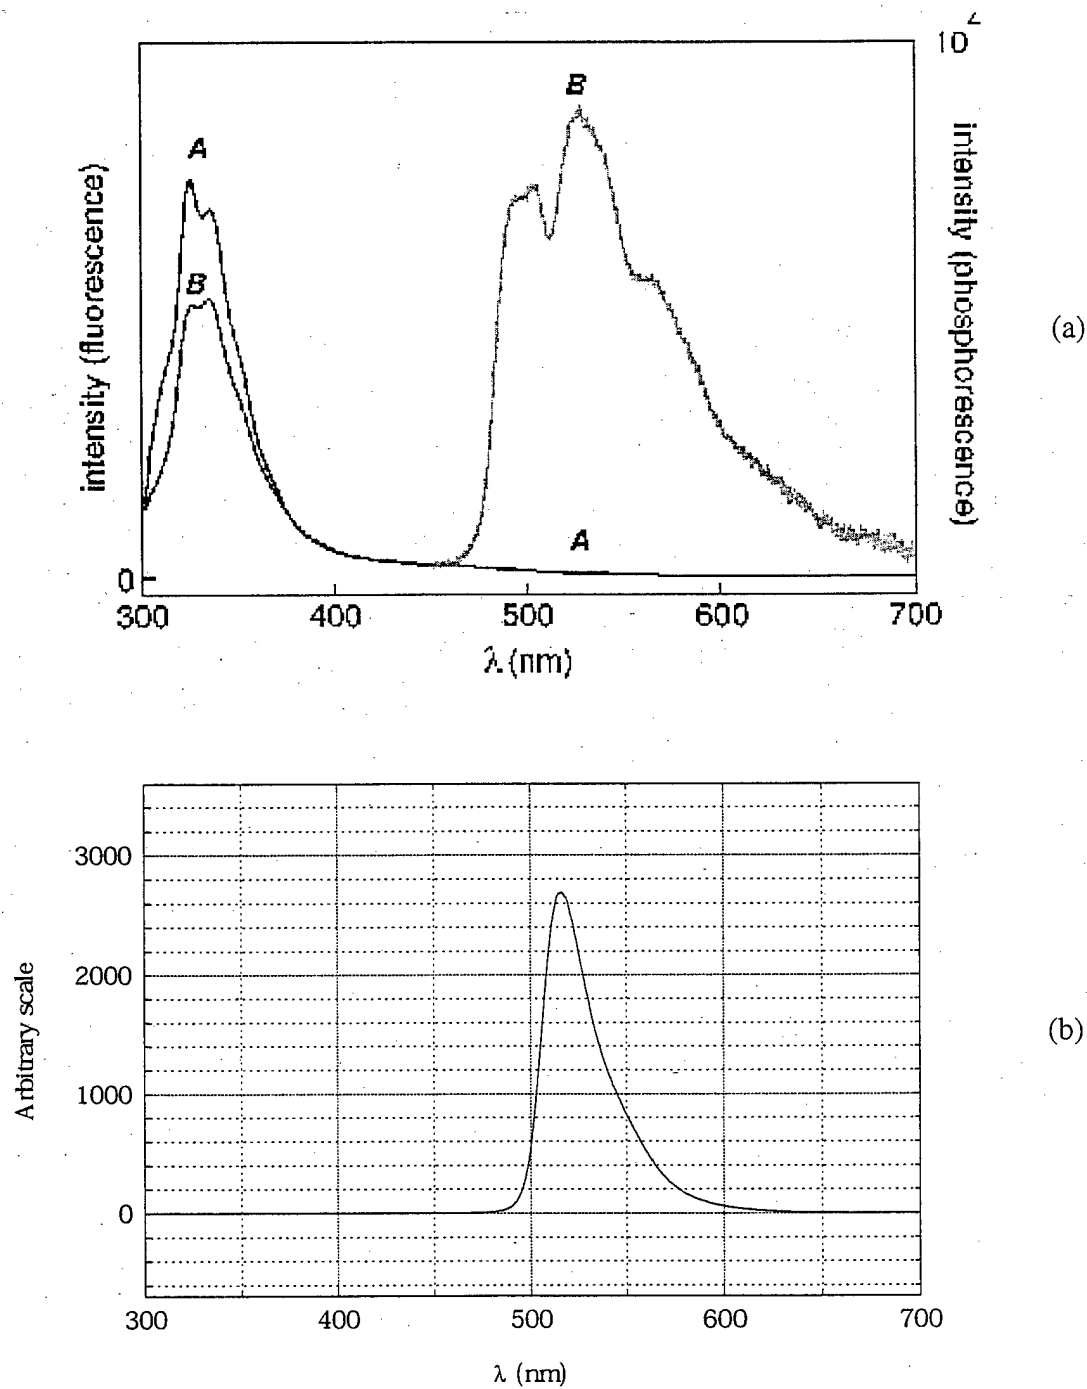 10 2
A
B
B
A
intensity (fluorescence)
intensity (phosphorescence)
(a)
0
300 400 500 600 700
λ (nm)
3000
2000
1000
0
Arbitrary scale
(b)
300 400 500 600 700
λ (nm)